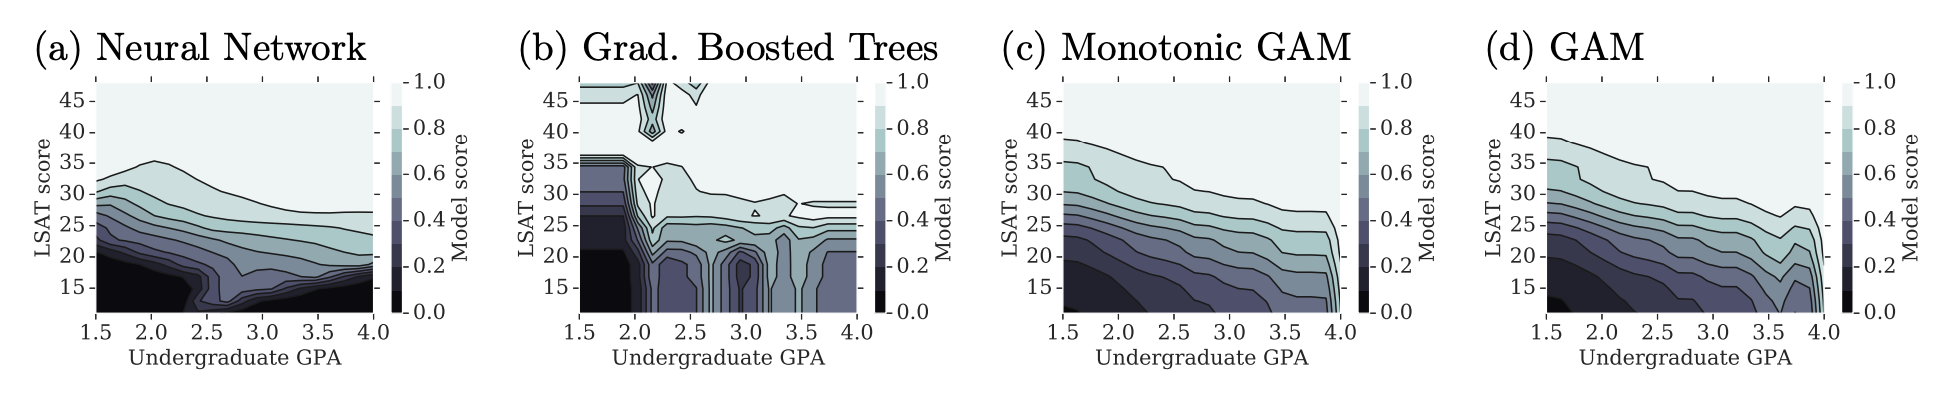 (a) Neural Network
LSAT score
45
40
35
30
25
20
15
1.5 2.0 2.5 3.0 3.5 4.0
Undergraduate GPA
1.0
0.8
0.6
0.4
0.2
0.0
Model score
(b) Grad. Boosted Trees
LSAT score
45
40
35
30
25
20
15
1.5 2.0 2.5 3.0 3.5 4.0
Undergraduate GPA
1.0
0.8
0.6
0.4
0.2
0.0
Model score
(c) Monotonic GAM
LSAT score
45
40
35
30
25
20
15
1.5 2.0 2.5 3.0 3.5 4.0
Undergraduate GPA
1.0
0.8
0.6
0.4
0.2
0.0
Model score
(d) GAM
LSAT score
45
40
35
30
25
20
15
1.5 2.0 2.5 3.0 3.5 4.0
Undergraduate GPA
1.0
0.8
0.6
0.4
0.2
0.0
Model score